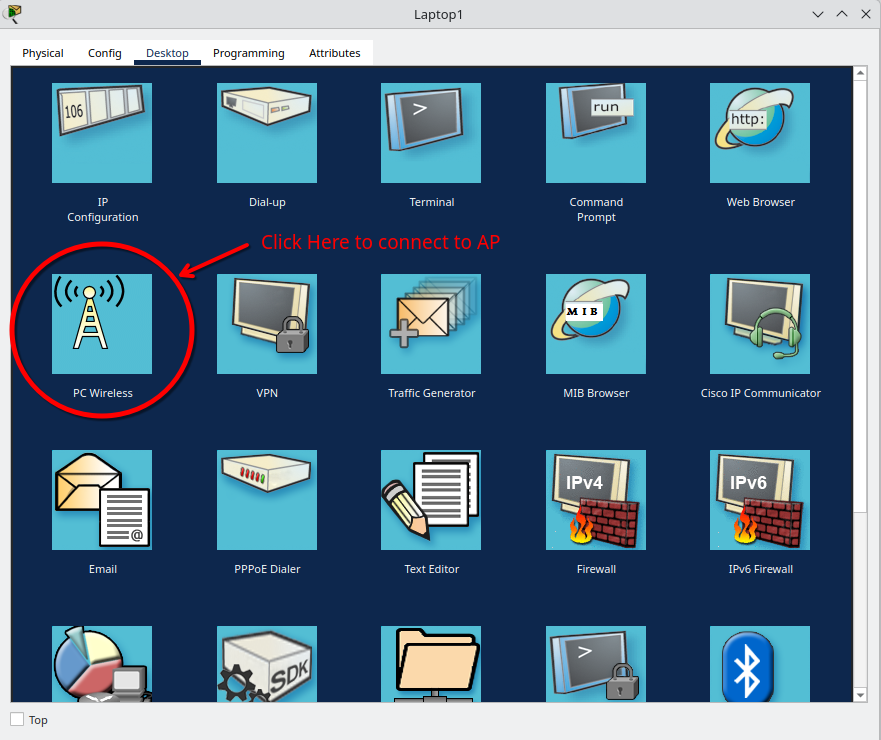 Laptop1
Physical Config Desktop Programming Attributes
106
>
run
http:
IP
Configuration
Dial-up
Terminal
Command
Prompt
Web Browser
Click Here to connect to AP
MIB
PC Wireless
VPN
Traffic Generator
MIB Browser
Cisco IP Communicator
@
IPv4
IPv6
Email
PPPoE Dialer
Text Editor
Firewall
IPv6 Firewall
SDK
>
Top